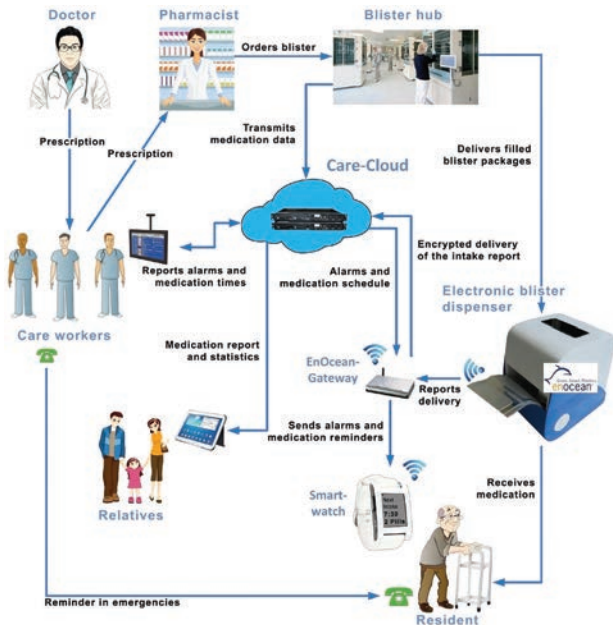 Doctor
Pharmacist
Blister hub
Orders blister
Prescription
Prescription
Transmits
medication data
Delivers filled
blister packages
Care-Cloud
Reports alarms and
medication times
Alarms and
medication schedule
Encrypted delivery
of the intake report
Electronic blister
dispenser
Care workers
Medication report
and statistics
EnOcean-
Gateway
Reports
delivery
enocean
Sends alarms and
medication reminders
Relatives
Smart-
watch
Next
7:30
2 Pills
Receives
medication
Reminder in emergencies
Resident